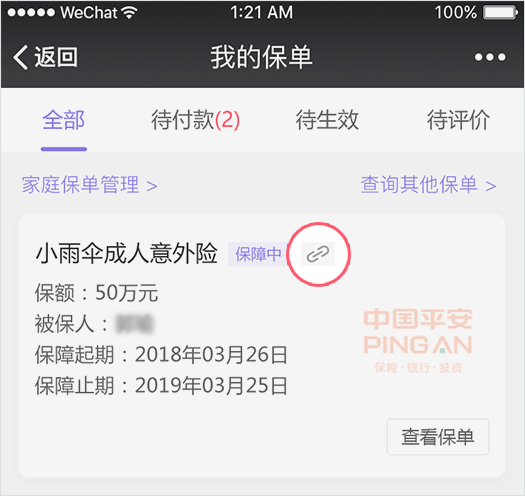 WeChat 1:21 AM 100%
返回 我的保单
全部 待付款(2) 待生效 待评价
家庭保单管理 > 查询其他保单 >
小雨伞成人意外险 保障中
保额：50万元
被保人：
保障起期：2018年03月26日
保障止期：2019年03月25日
中国平安
PING AN
保险·银行·投资
查看保单